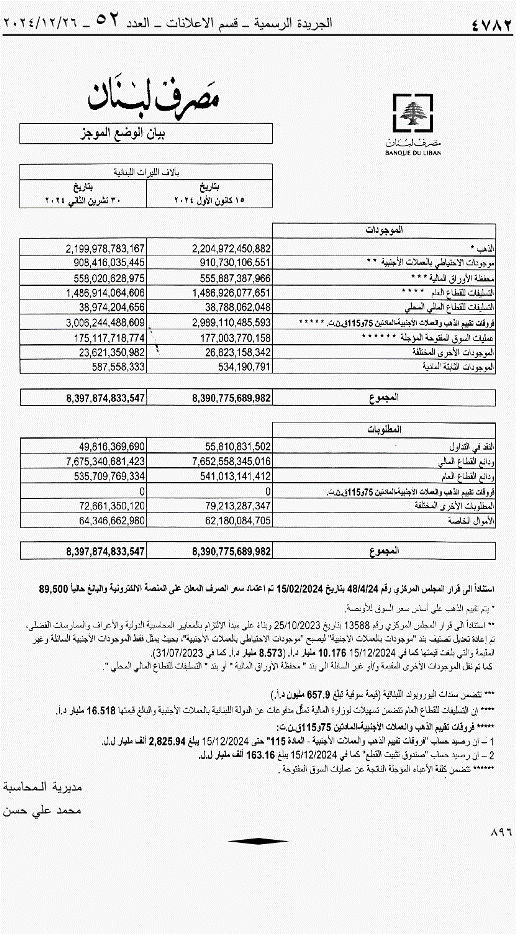 ٤٧٨٢ الجريدة الرسمية – قسم الاعلانات – العدد ٥٢ – ٢٠٢٤/١٢/٢٦
مصرف لبنان
مصرف لبنان
BANQUE DU LIBAN
بيان الوضع الموجز
بآلاف الليرات اللبنانية
بتاريخ بتاريخ
١٥ كانون الأول ٢٠٢٤ ٣٠ تشرين الثاني ٢٠٢٤
الموجودات
الذهب * 2,204,972,450,882 2,199,978,783,167
موجودات الاحتياطي بالعملات الأجنبية ** 910,730,106,551 908,416,035,445
محفظة الأوراق المالية *** 555,887,387,966 558,020,628,975
التسليفات للقطاع العام **** 1,486,926,077,651 1,486,914,064,606
التسليفات للقطاع المالي المحلي 38,788,062,048 38,974,204,656
فروقات تقييم الذهب والعملات الأجنبية-المادتين 75و115ق.ن.ت. ***** 2,989,110,485,593 3,006,244,488,609
عمليات السوق المفتوحة المؤجلة ****** 177,003,770,158 175,117,718,774
الموجودات الأخرى المختلفة 26,823,158,342 23,621,350,982
الموجودات الثابتة المادية 534,190,791 587,558,333
المجموع 8,390,775,689,982 8,397,874,833,547
المطلوبات
النقد في التداول 55,810,831,502 49,816,369,690
ودائع القطاع المالي 7,652,558,345,016 7,675,340,681,423
ودائع القطاع العام 541,013,141,412 535,709,769,334
فروقات تقييم الذهب والعملات الأجنبية-المادتين 75و115ق.ن.ت. 0 0
المطلوبات الأخرى المختلفة 79,213,287,347 72,661,350,120
الأموال الخاصة 62,180,084,705 64,346,662,980
المجموع 8,390,775,689,982 8,397,874,833,547
استناداً الى قرار المجلس المركزي رقم 48/4/24 بتاريخ 15/02/2024 تم اعتماد سعر الصرف المعلن على المنصة الالكترونية والبالغ حالياً 89,500
* يتم تقييم الذهب على أساس سعر السوق للأونصة.
** استناداً الى قرار المجلس المركزي رقم 13588 بتاريخ 25/10/2023 وبناءً على مبدأ الالتزام بالمعايير المحاسبية الدولية والأعراف والممارسات الفضلى،
تم إعادة تعديل تصنيف بند "موجودات بالعملات الأجنبية" ليصبح "موجودات الاحتياطي بالعملات الأجنبية"، بحيث يمثل فقط الموجودات الأجنبية السائلة وغير
المقيمة والتي بلغت قيمتها كما في 15/12/2024 10.176 مليار د.أ. (8.573 مليار د.أ. كما في 31/07/2023)
كما تم نقل الموجودات الأخرى المقيمة و/أو غير السائلة الى بند " محفظة الأوراق المالية " أو بند " التسليفات للقطاع المالي المحلي ".
*** تتضمن سندات اليوروبوند اللبنانية (قيمة سوقية تبلغ 657.9 مليون د.أ.)
**** إن التسليفات للقطاع العام تتضمن تسهيلات لوزارة المالية تمثل مدفوعات عن الدولة اللبنانية بالعملات الأجنبية والبالغ قيمتها 16.518 مليار د.أ.
***** فروقات تقييم الذهب والعملات الأجنبية-المادتين 75و115ق.ن.ت:
1 – ان رصيد حساب "فروقات تقييم الذهب والعملات الأجنبية - المادة 115" حتى 15/12/2024 يبلغ 2,825.94 ألف مليار ل.ل.
2 – ان رصيد حساب "صندوق تثبيت القطع" كما في 15/12/2024 يبلغ 163.16 ألف مليار ل.ل.
****** تتضمن كلفة الأعباء المؤجلة الناتجة عن عمليات السوق المفتوحة .
مديرية المحاسبة
محمد علي حسن
٨٩٦